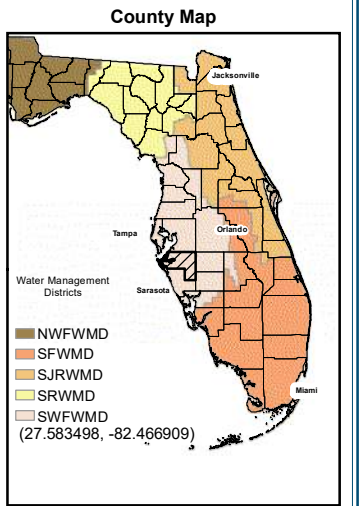 County Map
Jacksonville
Orlando
Tampa
Water Management
Districts
Sarasota
NWFWMD
SFWMD
SJRWMD
SRWMD
Miami
SWFWMD
(27.583498, -82.466909)